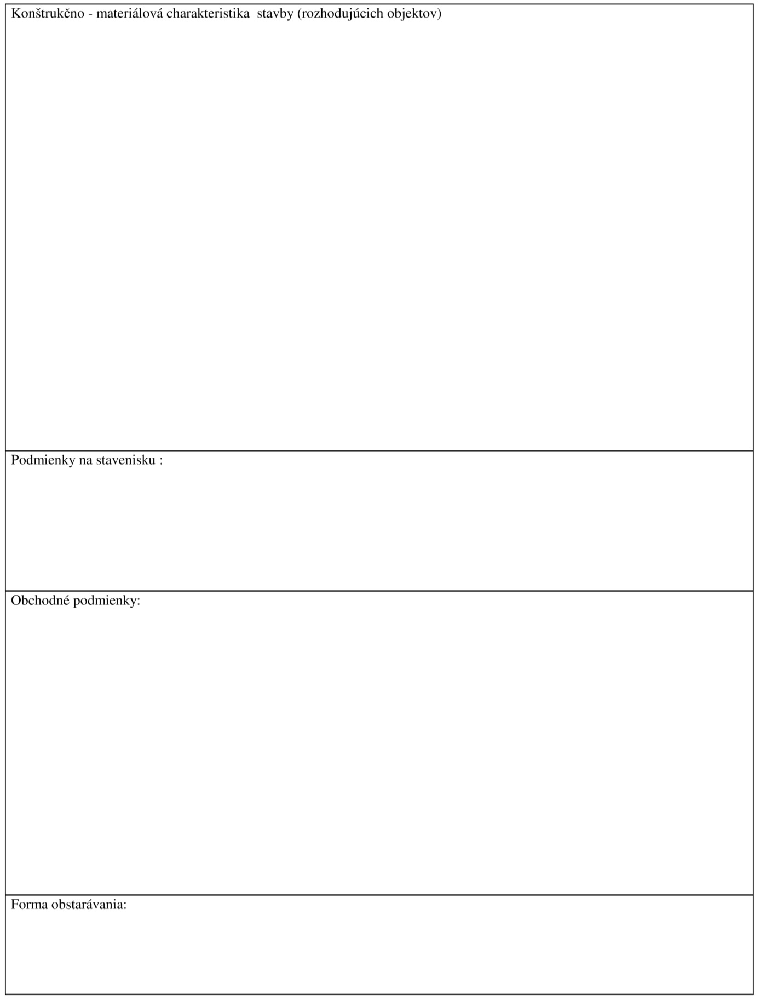 Konštrukčno - materiálová charakteristika  stavby (rozhodujúcich objektov)
Podmienky na stavenisku :
Obchodné podmienky:
Forma obstarávania: